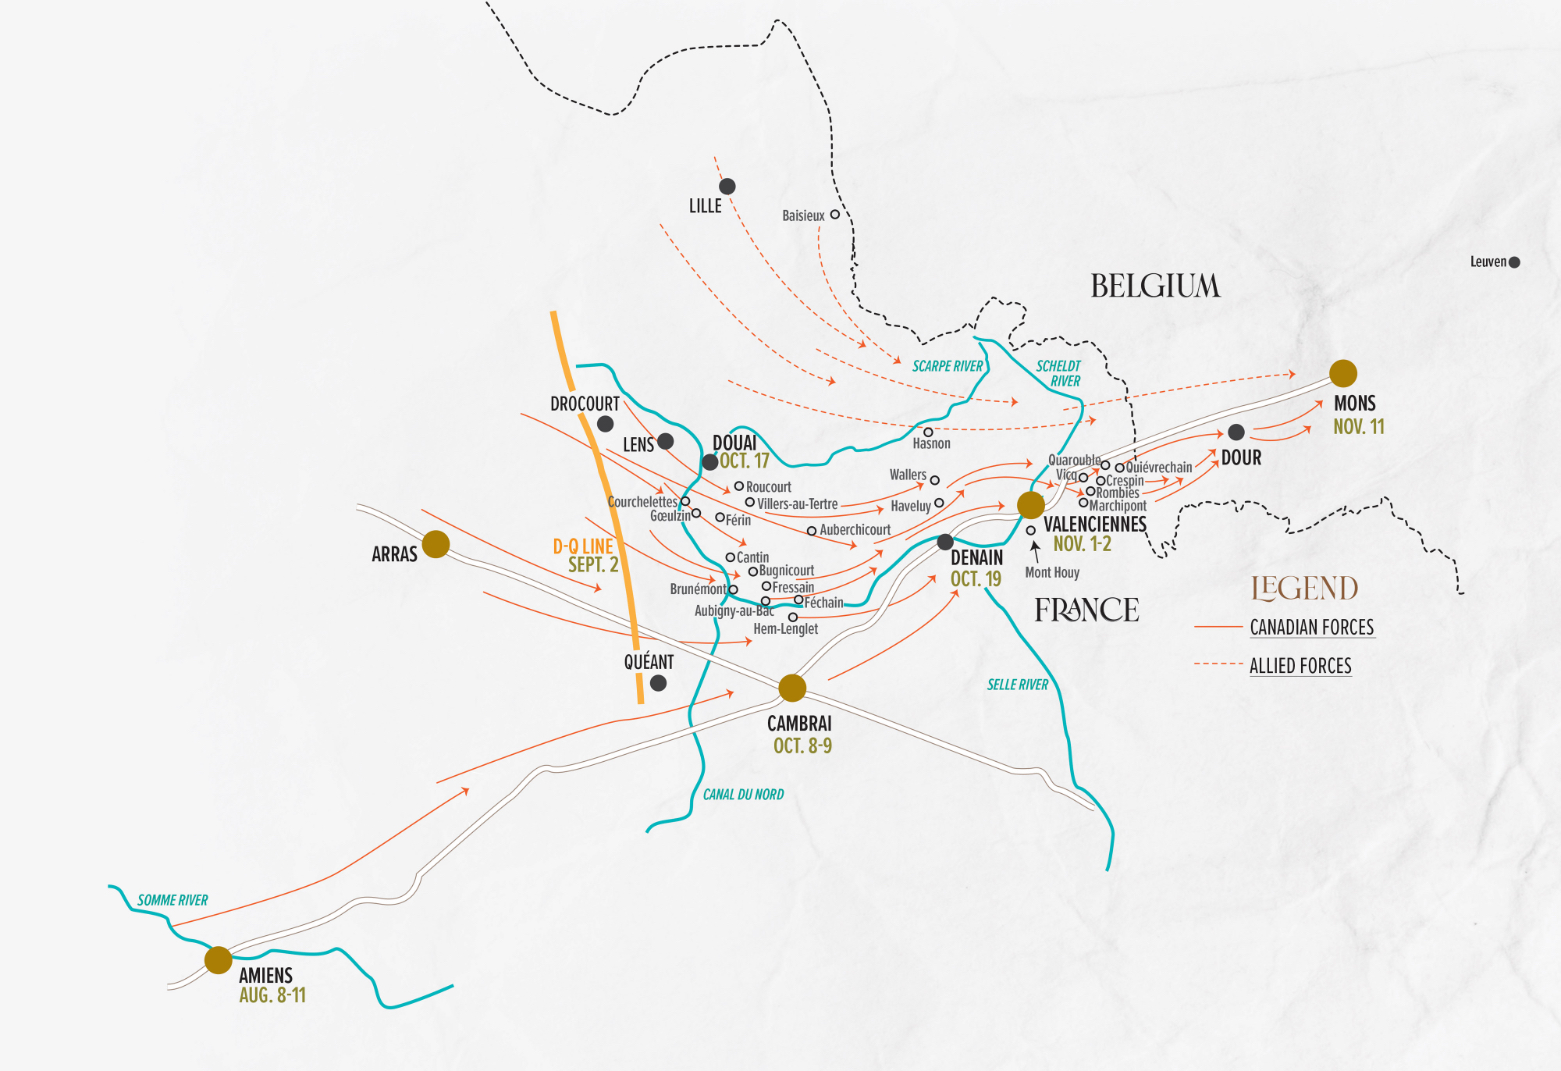 LILLE
Baisieux
BELGIUM
Leuven
SCARPE RIVER
SCHELDT
RIVER
DROCOURT
LENS
DOUAI
OCT. 17
Hasnon
MONS
NOV. 11
DOUR
Quarouble
Quiévrechain
Vicq
Crespin
Rombies
Marchipont
Wallers
Haveluy
Roucourt
Villers-au-Tertre
Courchelettes
Gœulzin
Férin
Auberchicourt
VALENCIENNES
NOV. 1-2
Mont Houy
ARRAS
D-Q LINE
SEPT. 2
Cantin
Bugnicourt
Fressain
Brunémont
Aubigny-au-Bac
Féchain
Hem-Lenglet
DENAIN
OCT. 19
FRANCE
LEGEND
CANADIAN FORCES
ALLIED FORCES
QUÉANT
SELLE RIVER
CAMBRAI
OCT. 8-9
CANAL DU NORD
SOMME RIVER
AMIENS
AUG. 8-11